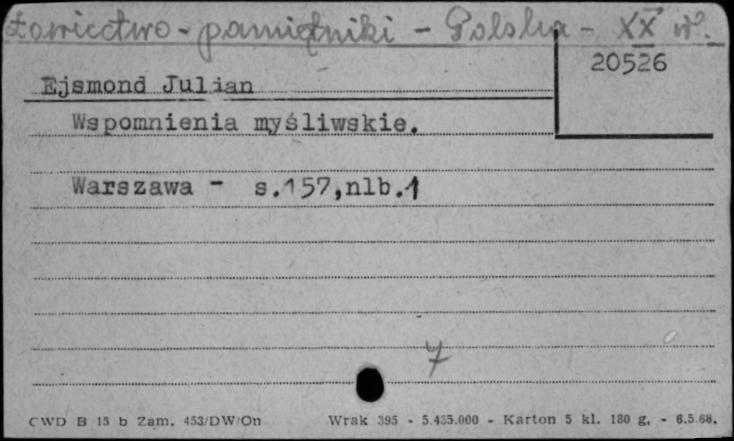 Łowiectwo - pamiętniki - Polska - XX w.
20526
Ejsmond Julian
Wspomnienia myśliwskie.
Warszawa - s.157,nlb.1
7
CWD B 15 b Zam. 453/DW/On Wrak 395 - 5.435.000 - Karton 5 kl. 180 g. - 6.5.68.